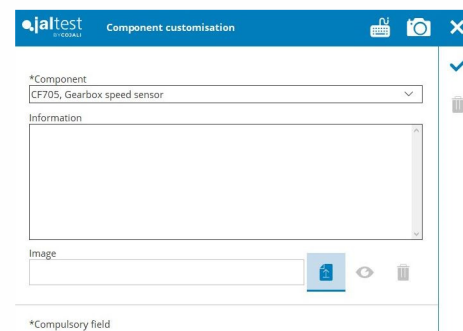 jaltest
BY COJALI
Component customisation
*Component
CF705, Gearbox speed sensor
Information
Image
*Compulsory field